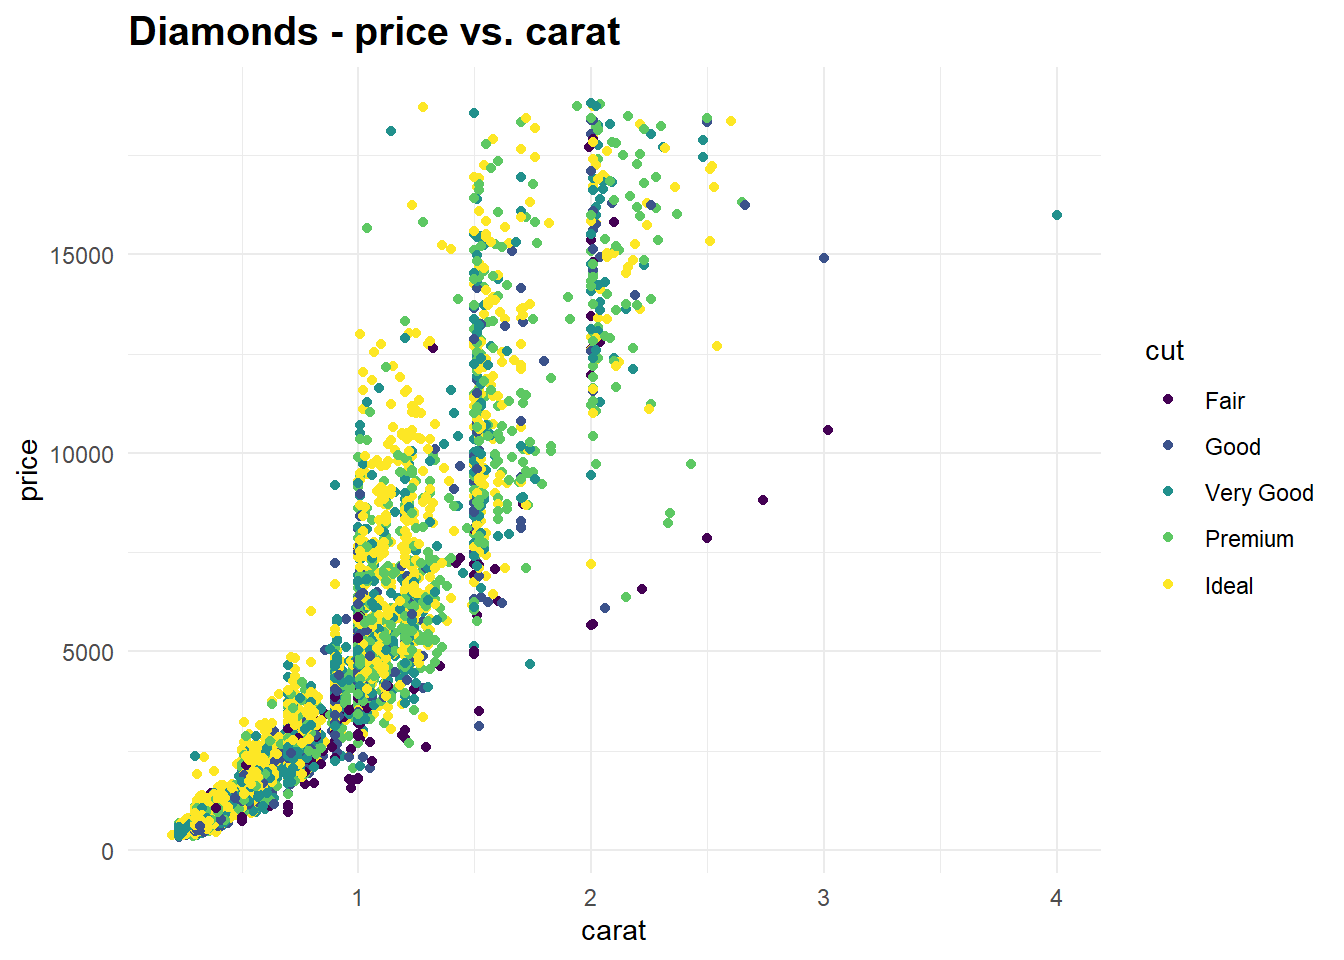 Diamonds - price vs. carat
price
15000
10000
5000
0
1 2 3 4
carat
cut
Fair
Good
Very Good
Premium
Ideal